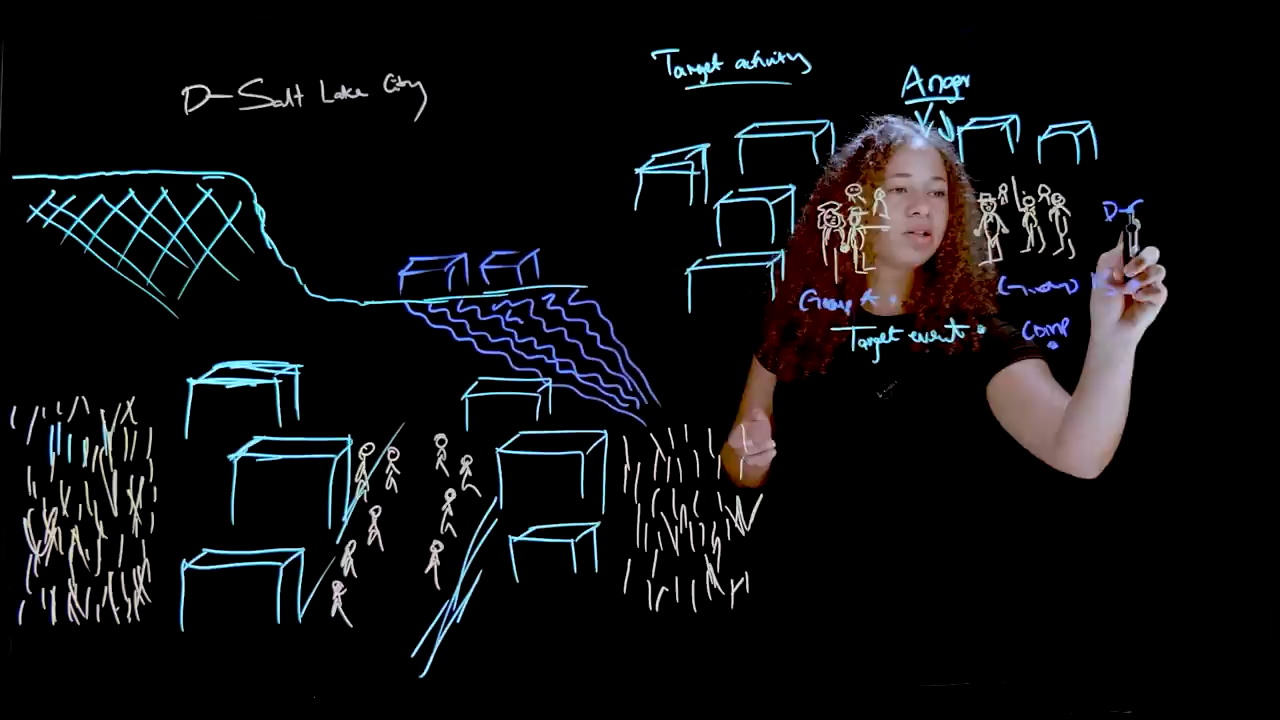 D-Salt Lake City
Target activity
Anger
D-
Group A
Group
Target event
Comp